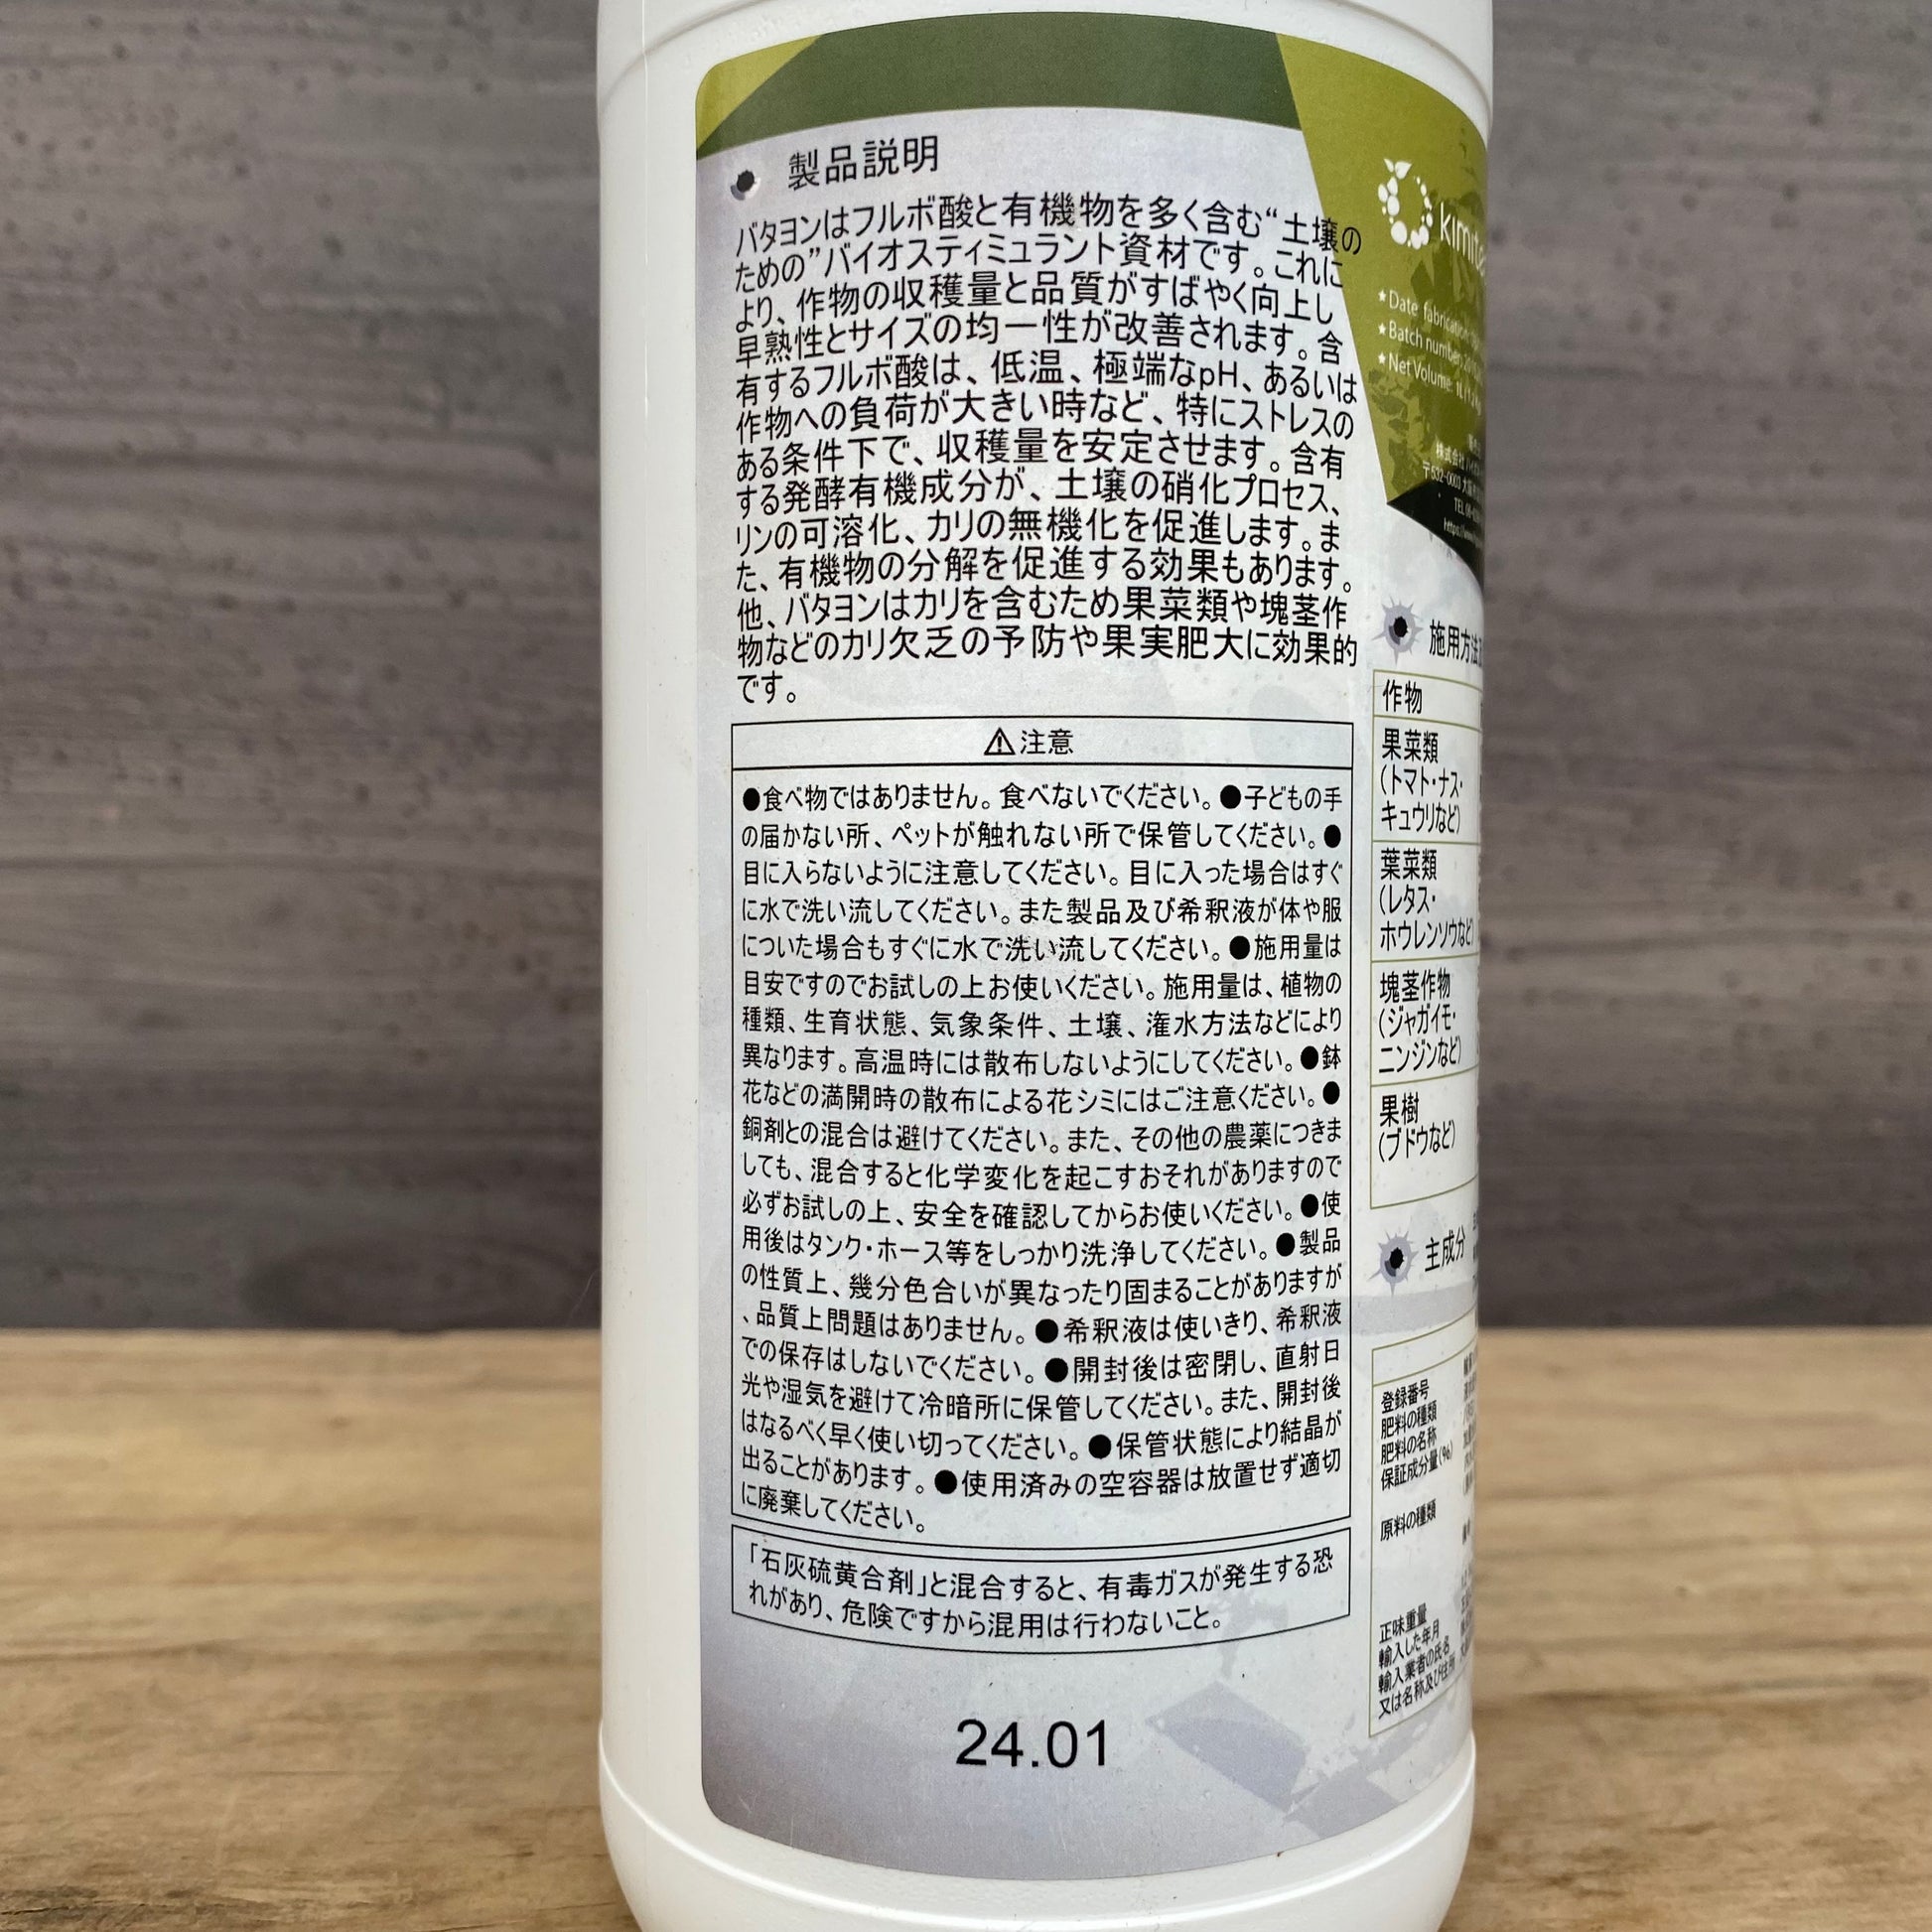 製品説明
バタヨンはフルボ酸と有機物を多く含む“土壌の
ための”バイオスティミュラント資材です。これに
より、作物の収穫量と品質がすばやく向上し
早熟性とサイズの均一性が改善されます。含
有するフルボ酸は、低温、極端なpH、あるいは
作物への負荷が大きい時など、特にストレスの
ある条件下で、収穫量を安定させます。含有
する発酵有機成分が、土壌の硝化プロセス、
リンの可溶化、カリの無機化を促進します。ま
た、有機物の分解を促進する効果もあります。
他、バタヨンはカリを含むため果菜類や塊茎作
物などのカリ欠乏の予防や果実肥大に効果的
です。
⚠注意
●食べ物ではありません。食べないでください。●子どもの手
の届かない所、ペットが触れない所で保管してください。●
目に入らないように注意してください。目に入った場合はすぐ
に水で洗い流してください。また製品及び希釈液が体や服
についた場合もすぐに水で洗い流してください。●施用量は
目安ですのでお試しの上お使いください。施用量は、植物の
種類、生育状態、気象条件、土壌、潅水方法などにより
異なります。高温時には散布しないようにしてください。●鉢
花などの満開時の散布による花シミにはご注意ください。●
銅剤との混合は避けてください。また、その他の農薬につきま
しても、混合すると化学変化を起こすおそれがありますので
必ずお試しの上、安全を確認してからお使いください。●使
用後はタンク・ホース等をしっかり洗浄してください。●製品
の性質上、幾分色合いが異なったり固まることがありますが
、品質上問題はありません。●希釈液は使いきり、希釈液
での保存はしないでください。●開封後は密閉し、直射日
光や湿気を避けて冷暗所に保管してください。また、開封後
はなるべく早く使い切ってください。●保管状態により結晶が
出ることがあります。●使用済みの空容器は放置せず適切
に廃棄してください。
「石灰硫黄合剤」と混合すると、有毒ガスが発生する恐
れがあり、危険ですから混用は行わないこと。
24.01
★Date
★Batch number:
★Net Volume: 1L
株式会社
〒532-0003
TEL
施用方法
作物
果菜類
(トマト・ナス・
キュウリなど)
葉菜類
(レタス・
ホウレンソウなど)
塊茎作物
(ジャガイモ・
ニンジンなど)
果樹
(ブドウなど)
主成分
登録番号
肥料の種類
肥料の名称
保証成分量(%)
原料の種類
正味重量
輸入した年月
輸入業者の氏名
又は名称及び住所